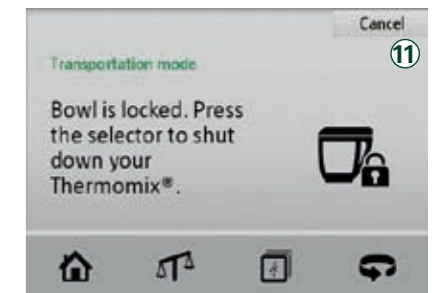 Cancel
11
Transportation mode
Bowl is locked. Press
the selector to shut
down your
Thermomix®.